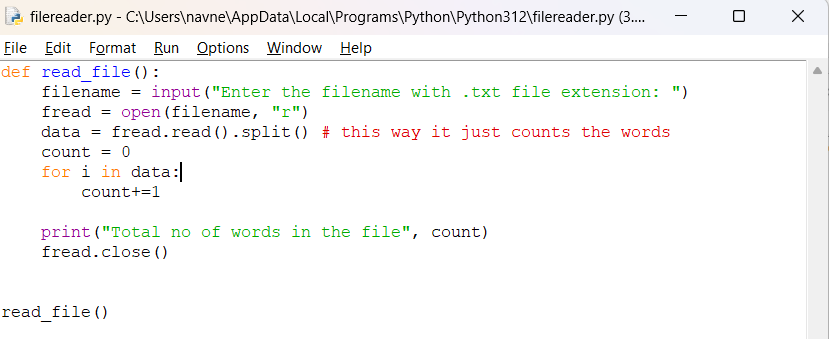 filereader.py - C:\Users\navne\AppData\Local\Programs\Python\Python312\filereader.py (3....
File Edit Format Run Options Window Help
def read_file():
    filename = input("Enter the filename with .txt file extension: ")
    fread = open(filename, "r")
    data = fread.read().split() # this way it just counts the words
    count = 0
    for i in data:
        count+=1
    print("Total no of words in the file", count)
    fread.close()
read_file()